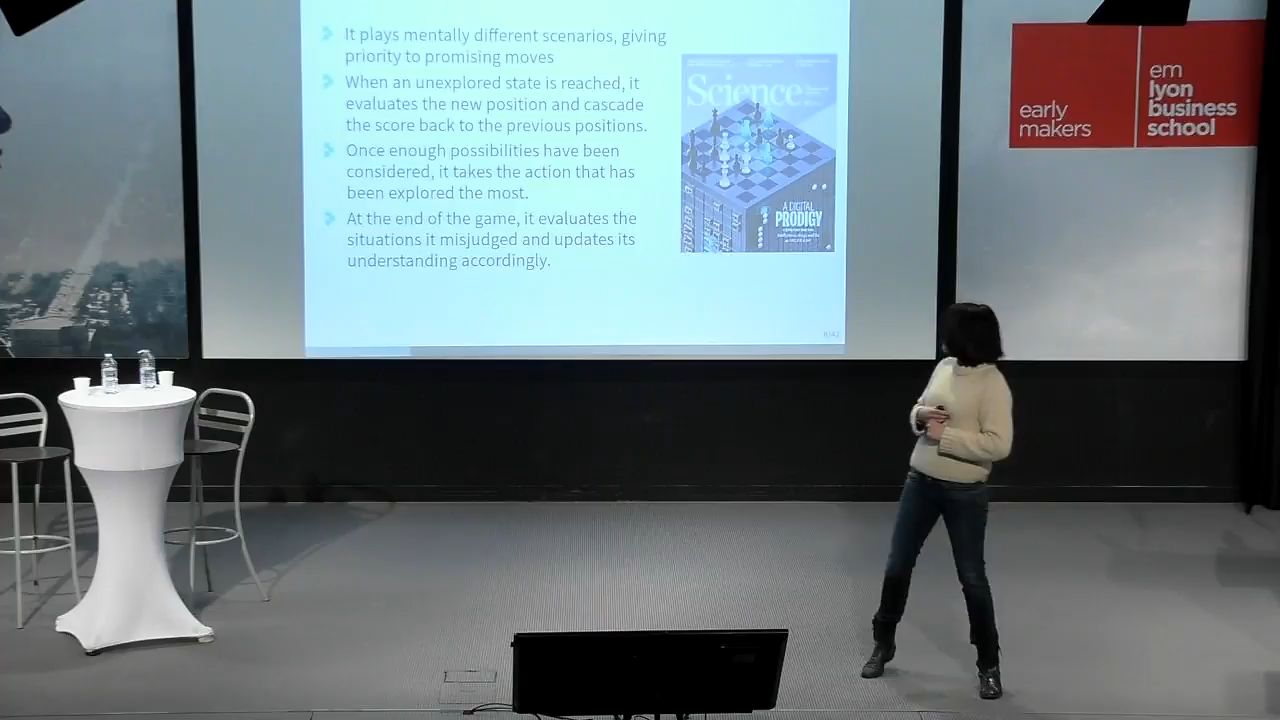 It plays mentally different scenarios, giving
priority to promising moves
When an unexplored state is reached, it
evaluates the new position and cascade
the score back to the previous positions.
Once enough possibilities have been
considered, it takes the action that has
been explored the most.
At the end of the game, it evaluates the
situations it misjudged and updates its
understanding accordingly.
Science
A DIGITAL
PRODIGY
early
makers
em
lyon
business
school